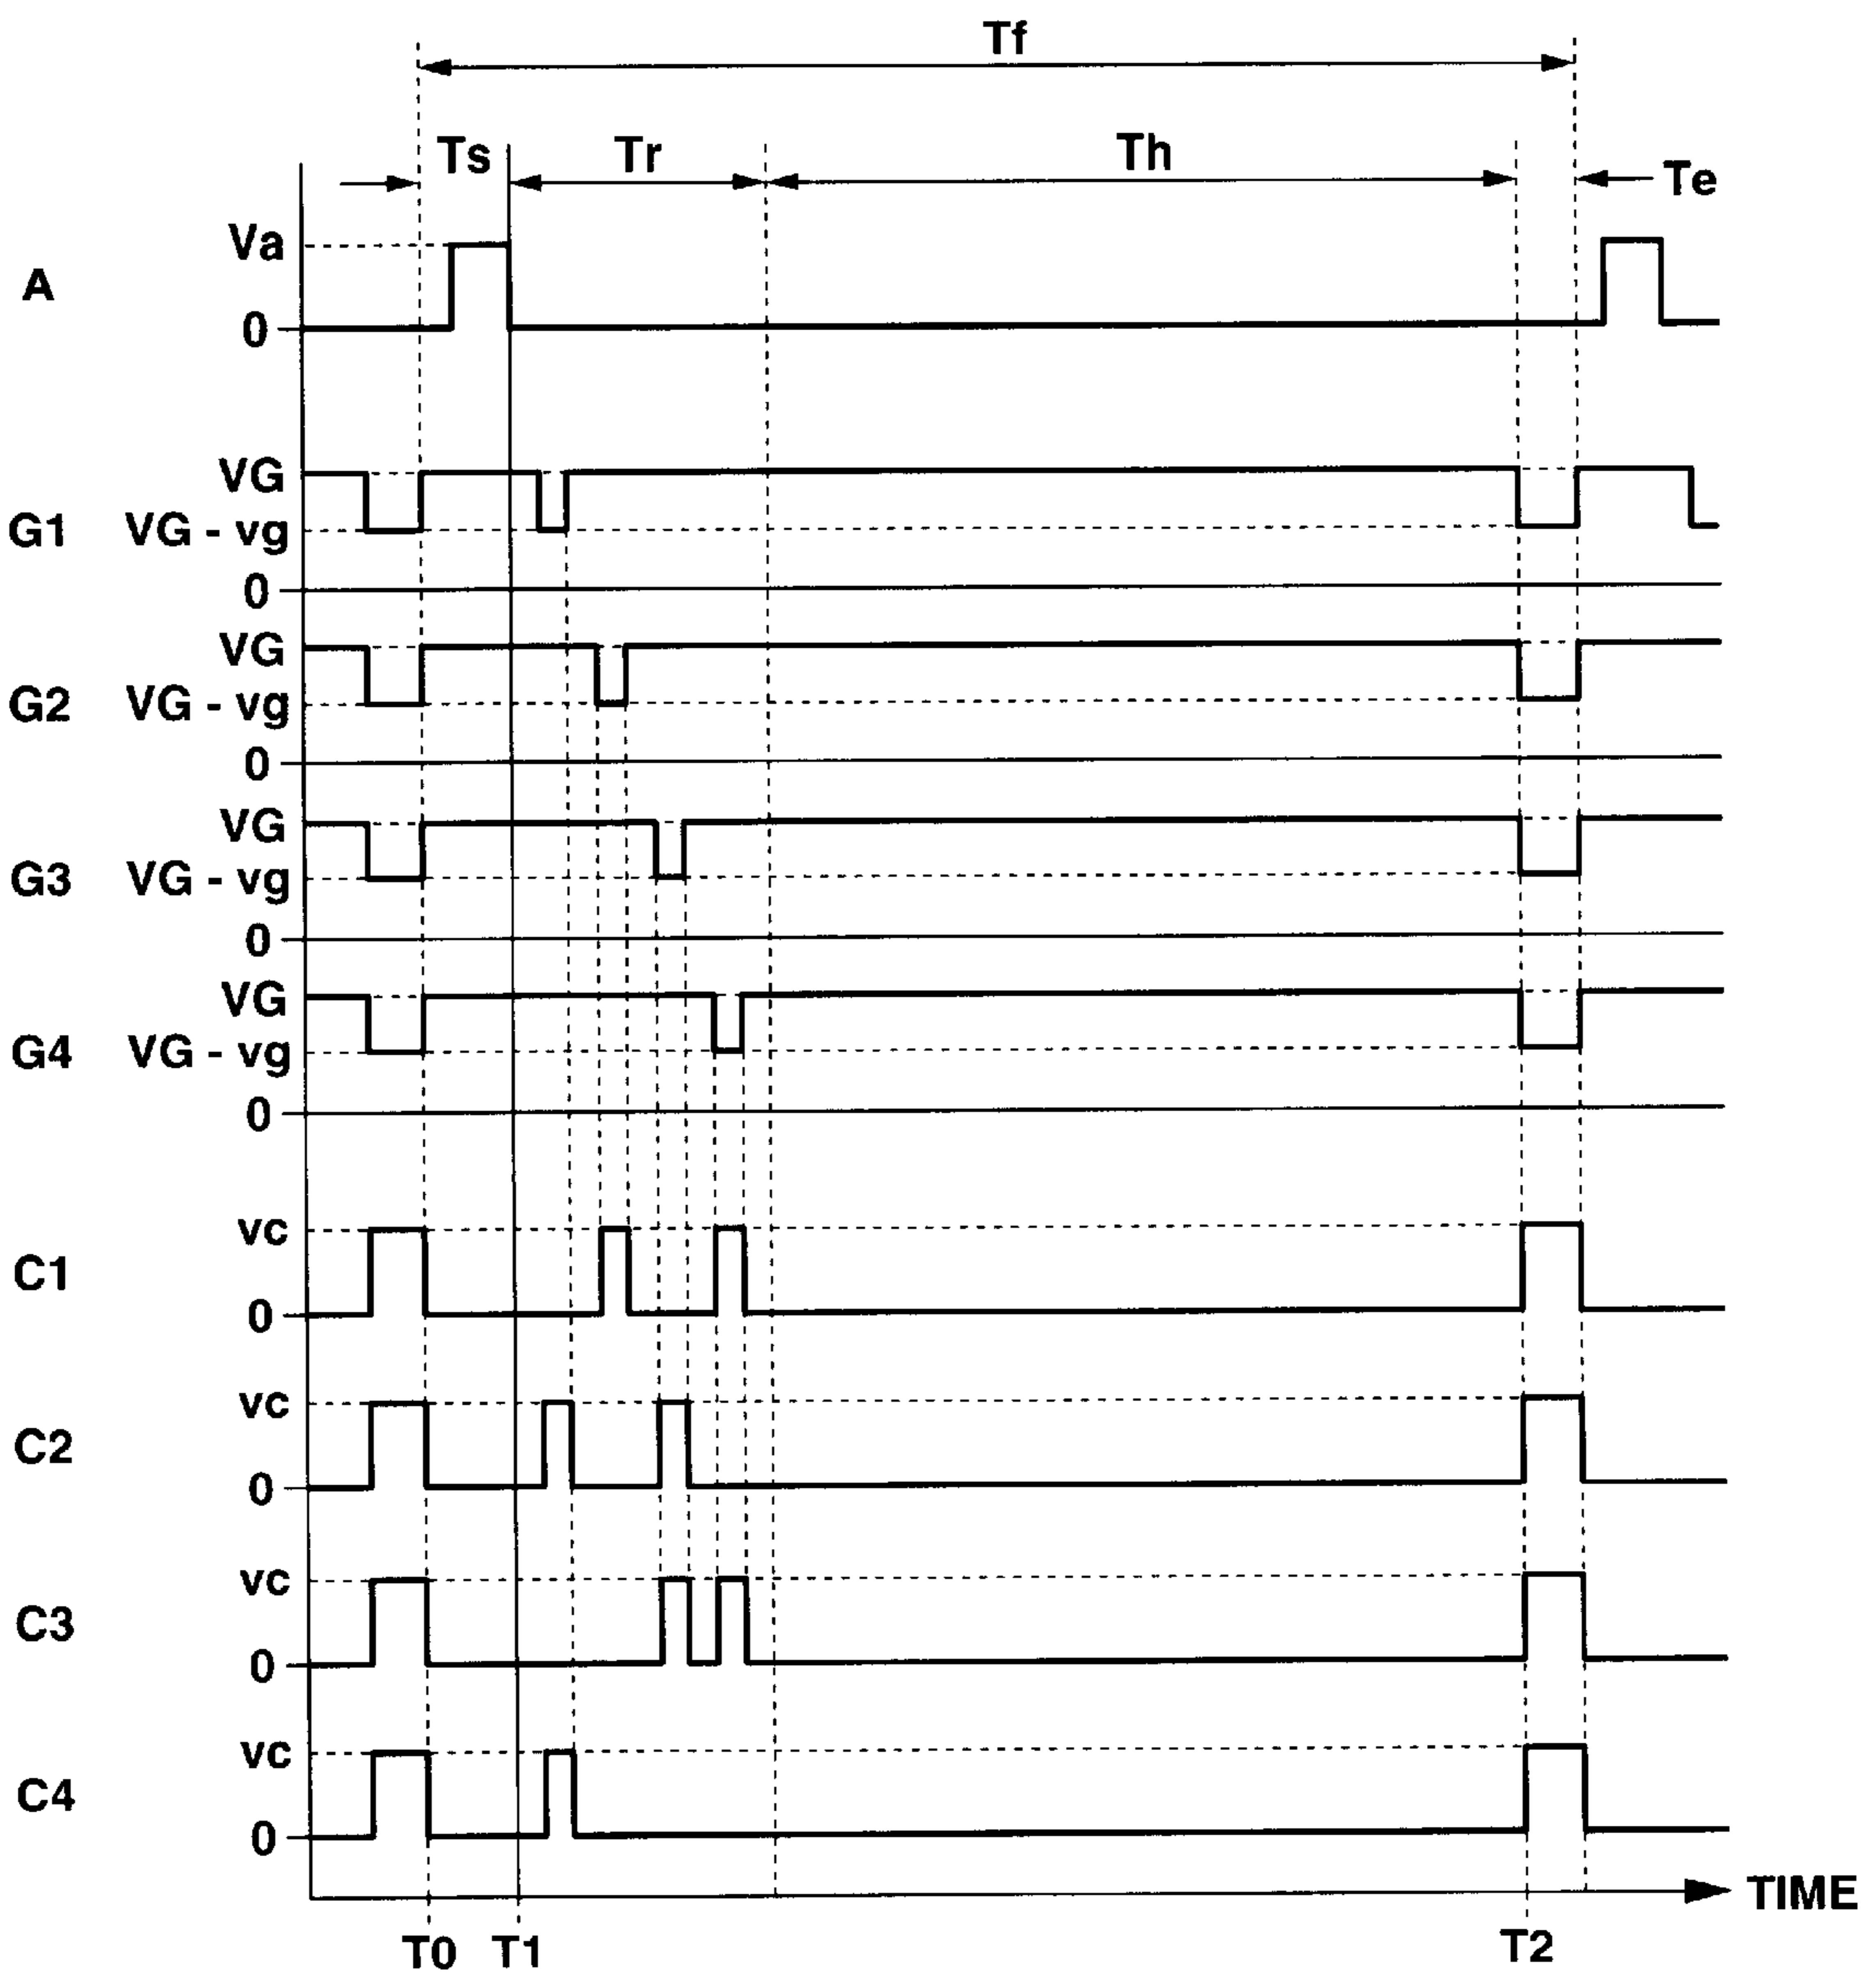 Tf
Ts Tr Th Te
Va
A
0
VG
G1 VG - vg
0
VG
G2 VG - vg
0
VG
G3 VG - vg
0
VG
G4 VG - vg
0
vc
C1
0
vc
C2
0
vc
C3
0
vc
C4
0
TIME
T0 T1 T2